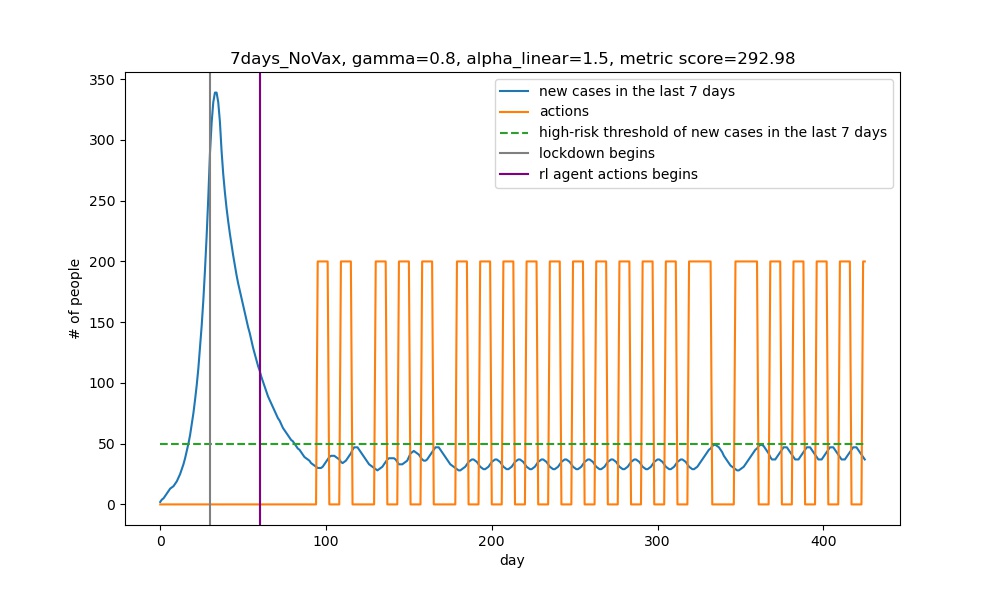 7days_NoVax, gamma=0.8, alpha_linear=1.5, metric score=292.98
new cases in the last 7 days
actions
high-risk threshold of new cases in the last 7 days
lockdown begins
rl agent actions begins
350
300
250
200
150
100
50
0
# of people
0 100 200 300 400
day